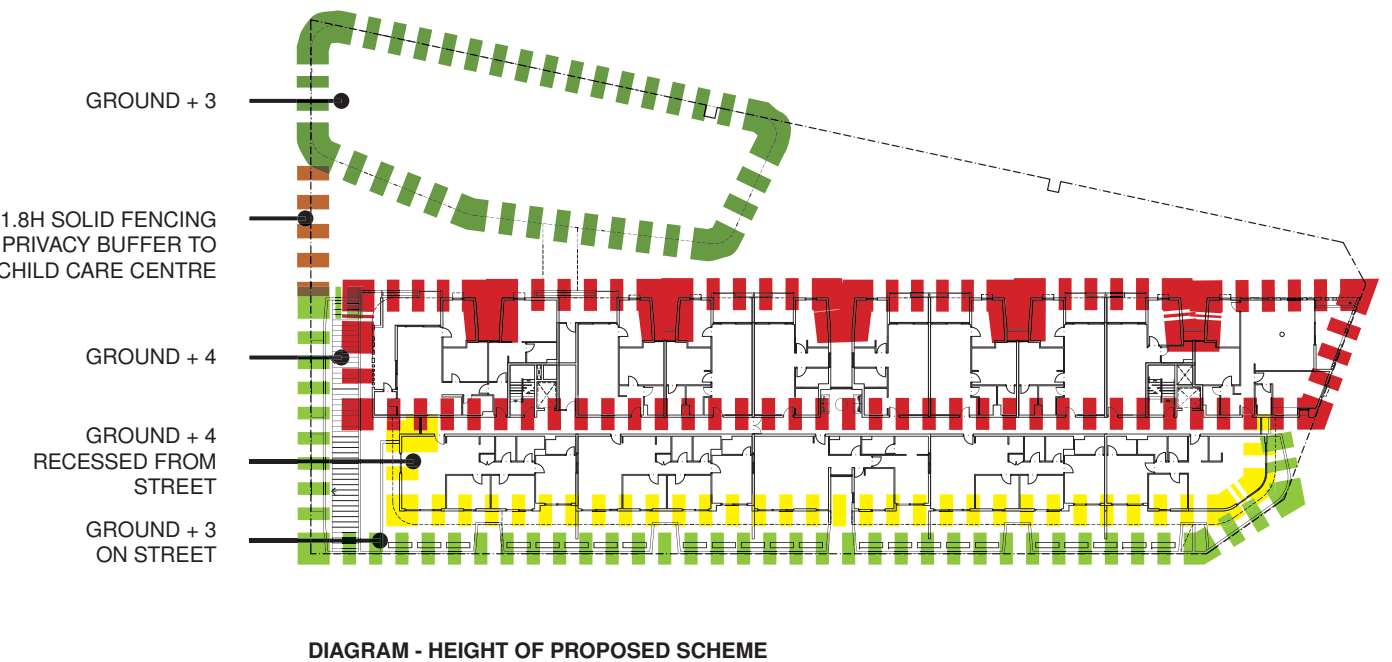 GROUND + 3
1.8H SOLID FENCING
PRIVACY BUFFER TO
CHILD CARE CENTRE
GROUND + 4
GROUND + 4
RECESSED FROM
STREET
GROUND + 3
ON STREET
DIAGRAM - HEIGHT OF PROPOSED SCHEME